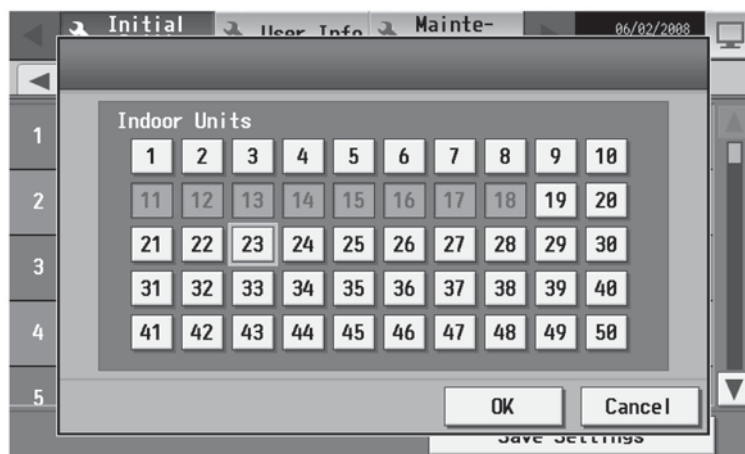 Initial
User Info
Mainte-
06/02/2008
1
2
3
4
5
Indoor Units
1 2 3 4 5 6 7 8 9 10
11 12 13 14 15 16 17 18 19 20
21 22 23 24 25 26 27 28 29 30
31 32 33 34 35 36 37 38 39 40
41 42 43 44 45 46 47 48 49 50
OK Cancel
Save Settings